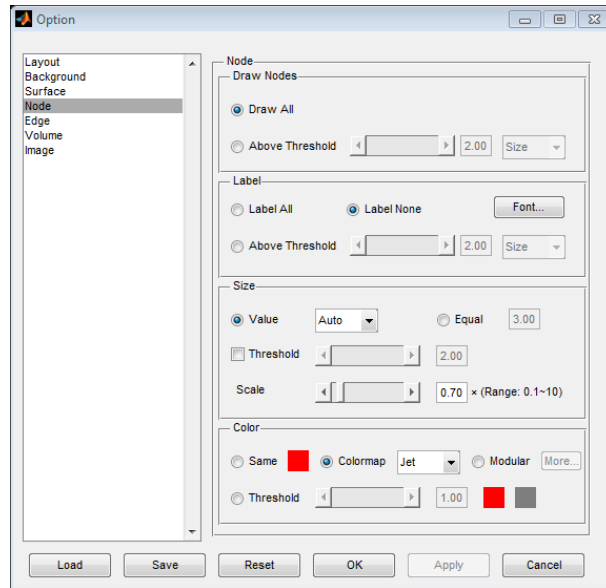 Option
Layout
Background
Surface
Node
Edge
Volume
Image
Node
Draw Nodes
Draw All
Above Threshold 2.00 Size
Label
Label All Label None Font...
Above Threshold 2.00 Size
Size
Value Auto Equal 3.00
Threshold 2.00
Scale 0.70 × (Range: 0.1~10)
Color
Same Colormap Jet Modular More...
Threshold 1.00
Load Save Reset OK Apply Cancel